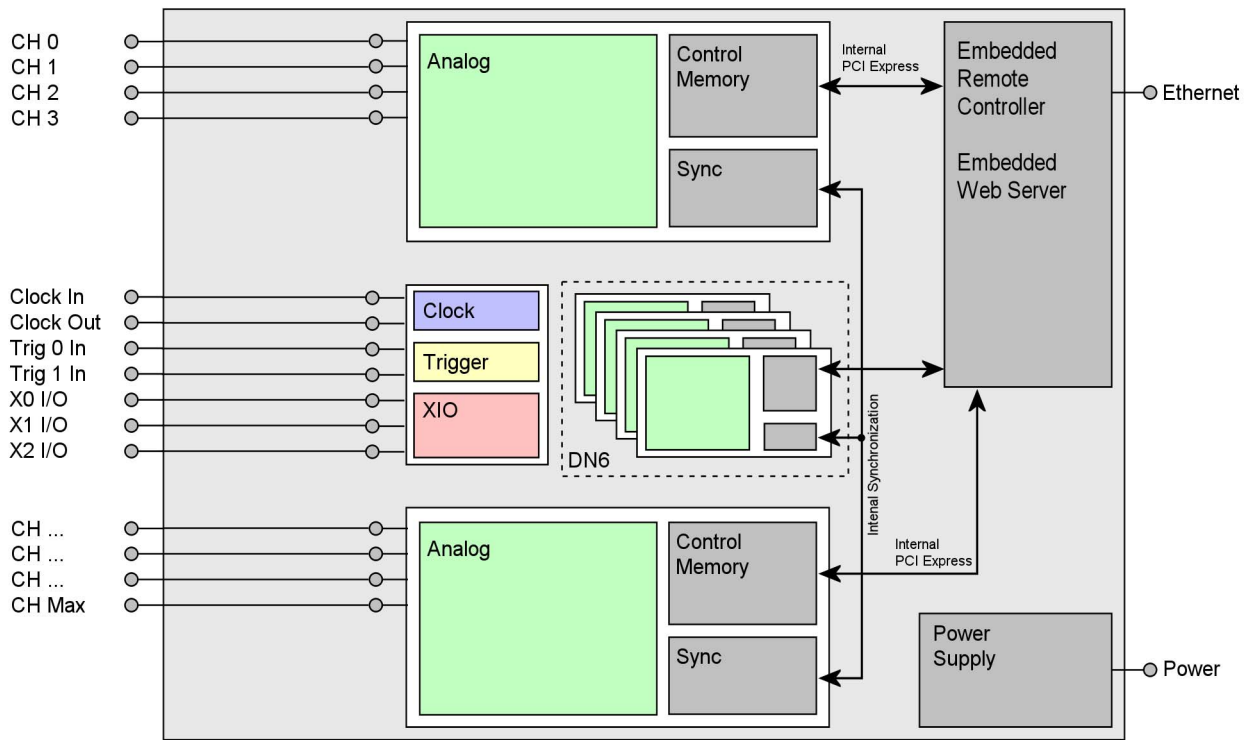 CH 0
CH 1
CH 2
CH 3
Analog
Control
Memory
Sync
Internal
PCI Express
Embedded
Remote
Controller
Embedded
Web Server
Ethernet
Clock In
Clock Out
Trig 0 In
Trig 1 In
X0 I/O
X1 I/O
X2 I/O
Clock
Trigger
XIO
DN6
Intenal Synchronization
CH ...
CH ...
CH ...
CH Max
Analog
Control
Memory
Sync
Internal
PCI Express
Power
Supply
Power